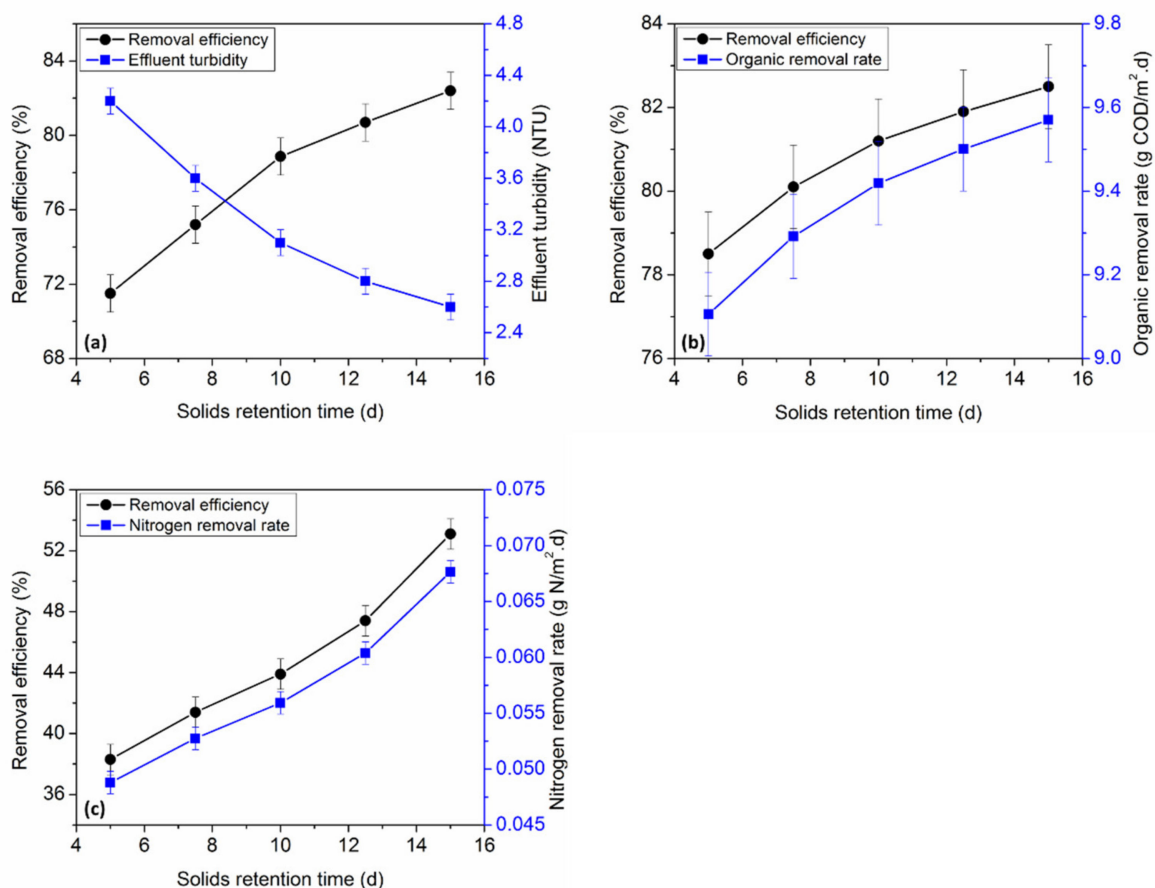 Removal efficiency
Effluent turbidity
Removal efficiency (%)
84
80
76
72
68
4.8
4.4
4.0
3.6
3.2
2.8
2.4
Effluent turbidity (NTU)
(a)
4 6 8 10 12 14 16
Solids retention time (d)
Removal efficiency
Organic removal rate
Removal efficiency (%)
84
82
80
78
76
9.8
9.6
9.4
9.2
9.0
Organic removal rate (g COD/m².d)
(b)
4 6 8 10 12 14 16
Solids retention time (d)
Removal efficiency
Nitrogen removal rate
Removal efficiency (%)
56
52
48
44
40
36
0.075
0.070
0.065
0.060
0.055
0.050
0.045
Nitrogen removal rate (g N/m².d)
(c)
4 6 8 10 12 14 16
Solids retention time (d)